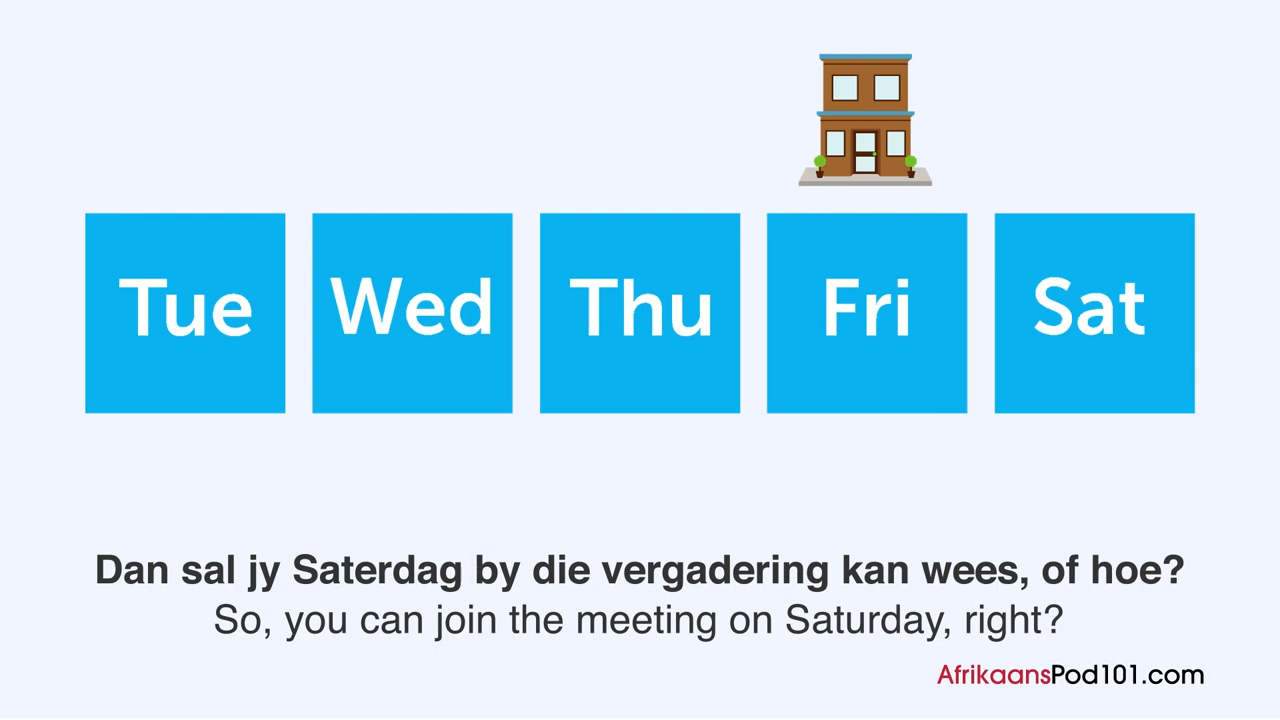 Tue Wed Thu Fri Sat
Dan sal jy Saterdag by die vergadering kan wees, of hoe?
So, you can join the meeting on Saturday, right?
AfrikaansPod101.com